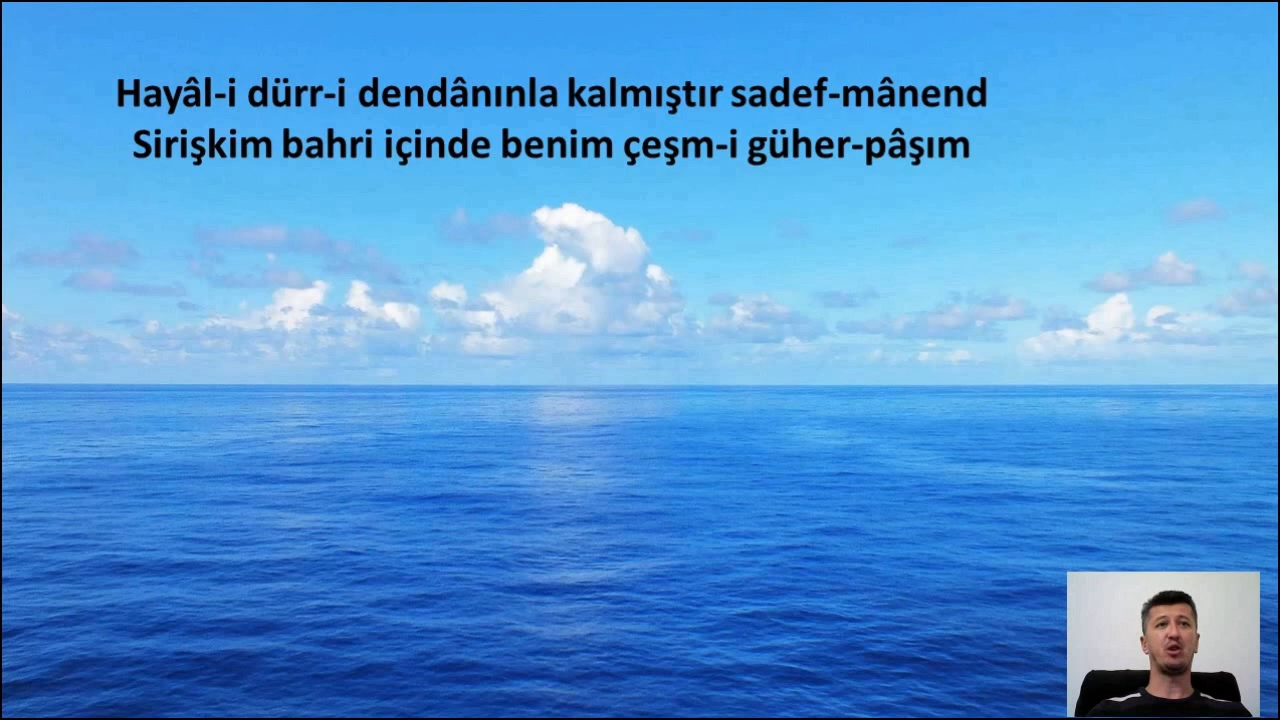 Hayâl-i dürr-i dendânınla kalmıştır sadef-mânend
Sirişkim bahri içinde benim çeşm-i güher-pâşım